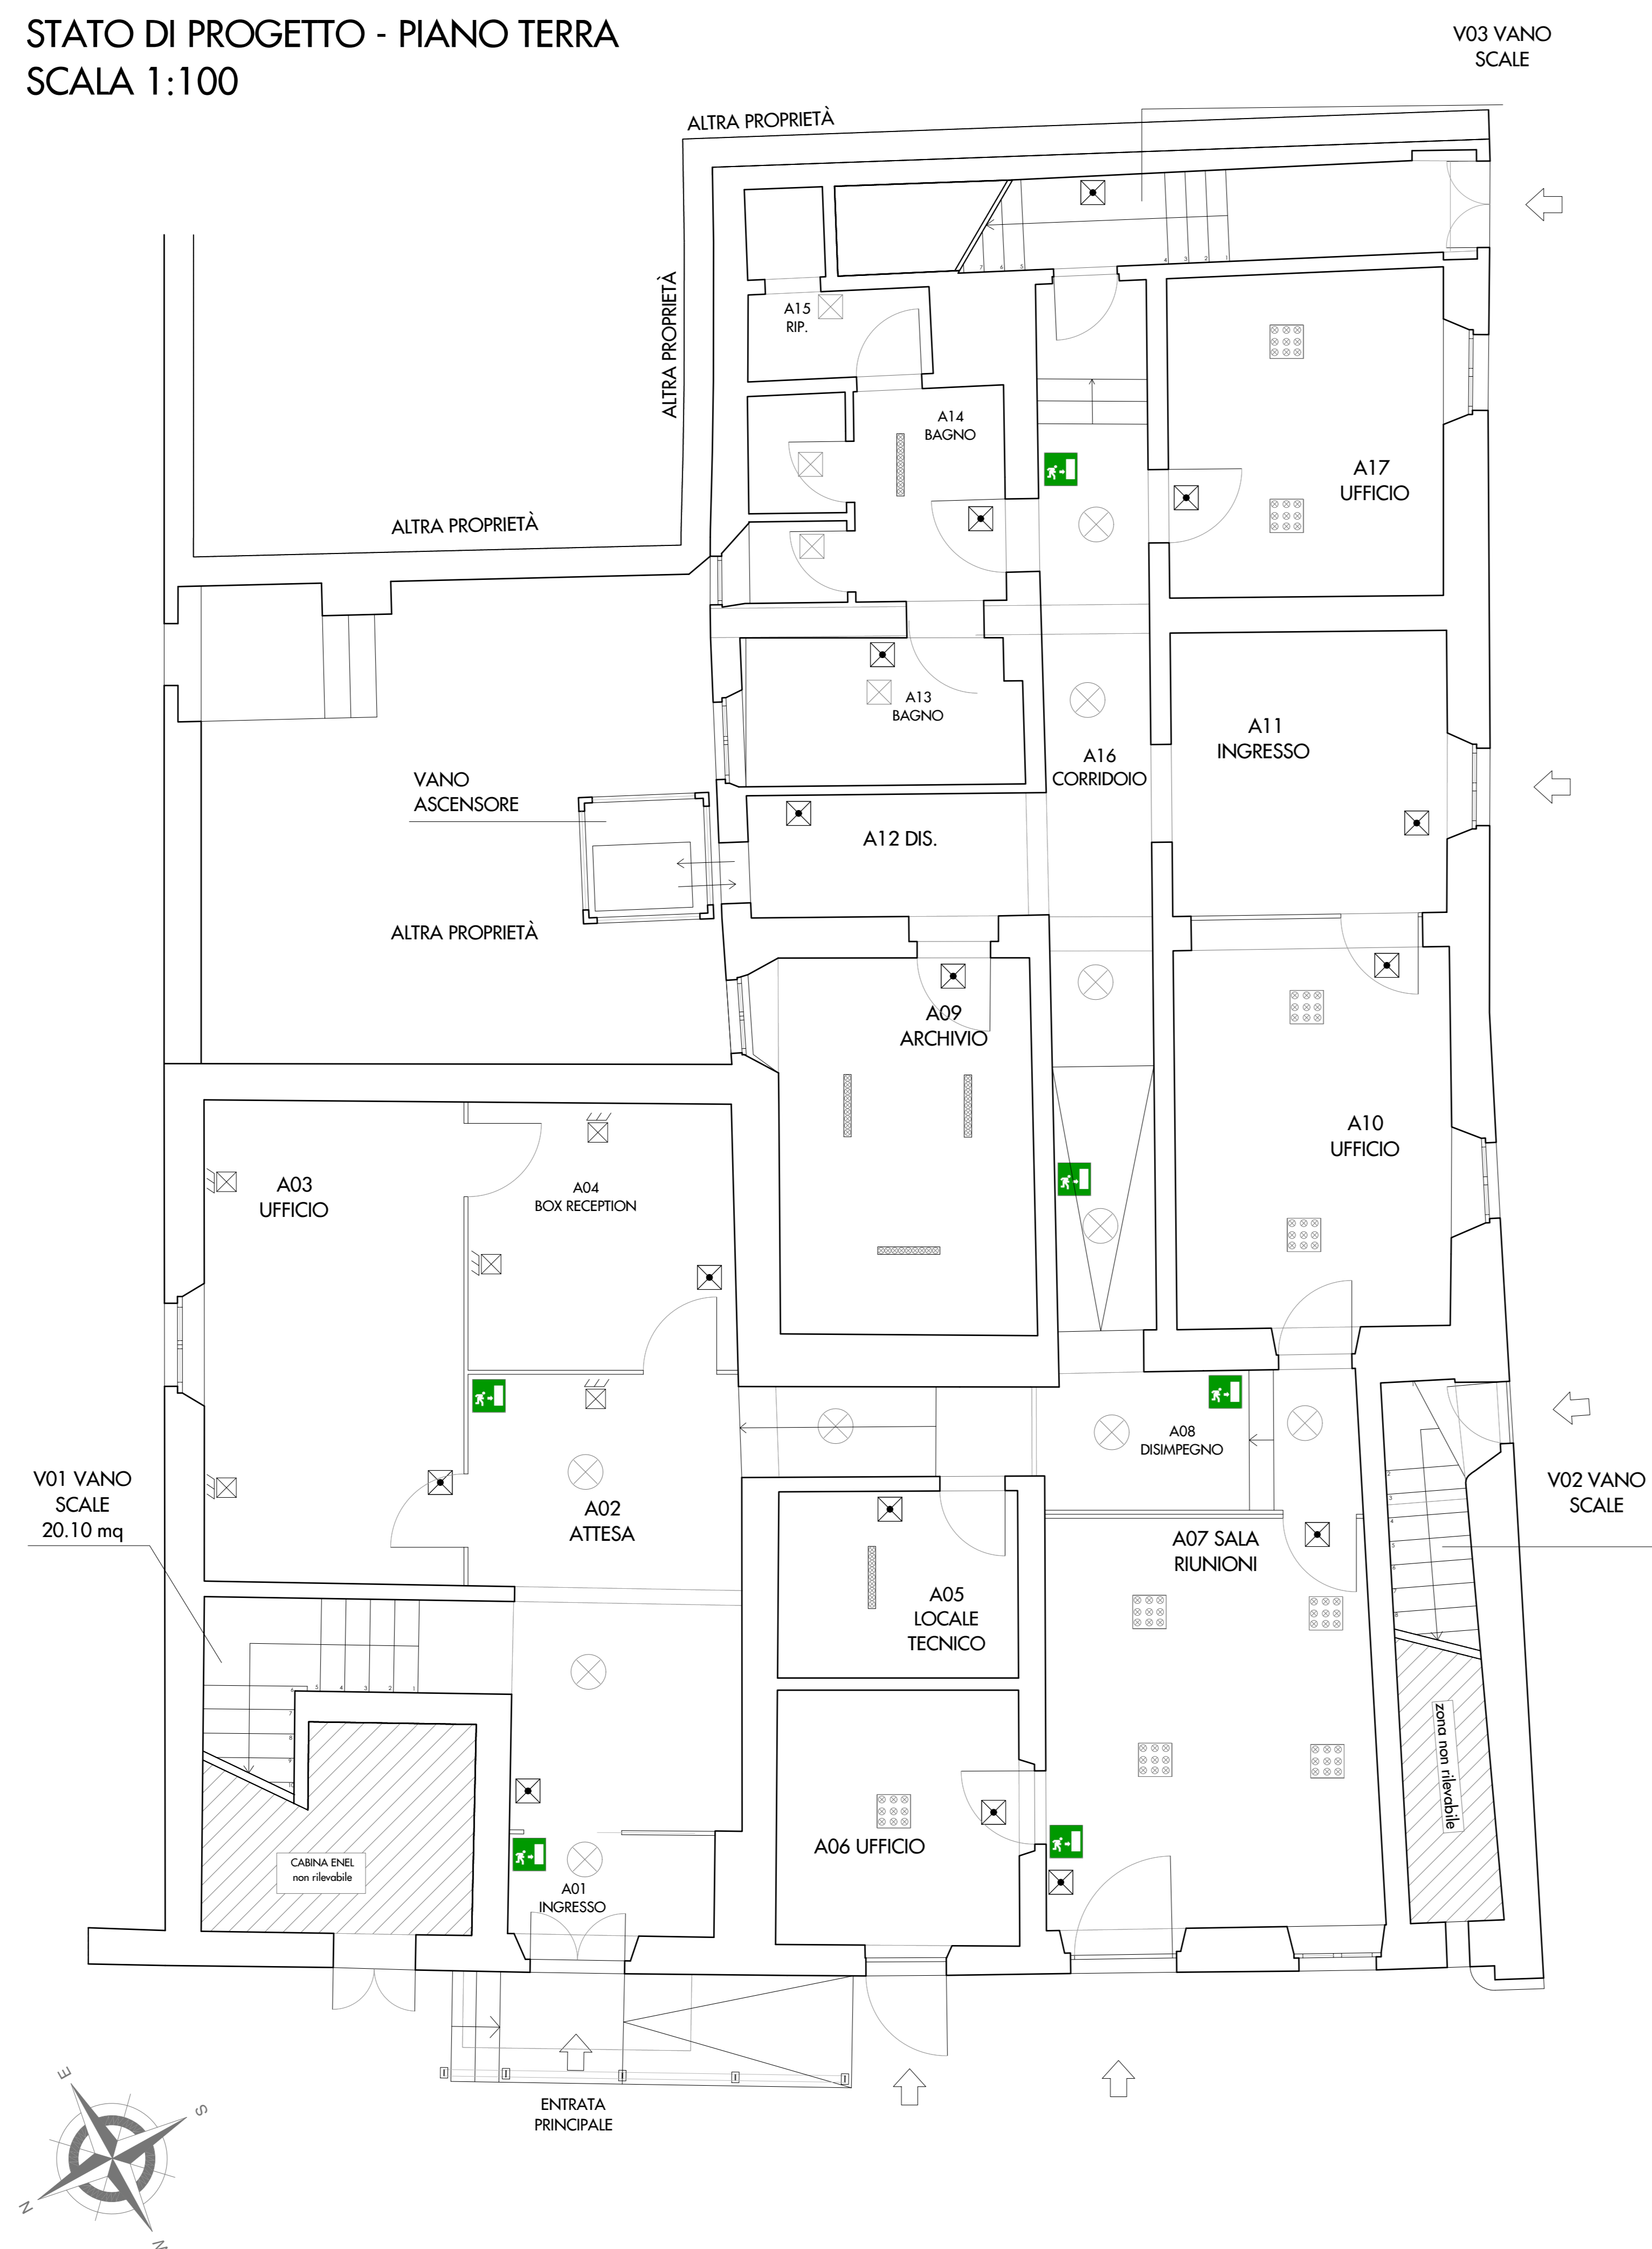 STATO DI PROGETTO - PIANO TERRA
SCALA 1:100
V03 VANO
SCALE
ALTRA PROPRIETÀ
ALTRA PROPRIETÀ
A15
RIP.
A14
BAGNO
A17
UFFICIO
ALTRA PROPRIETÀ
A13
BAGNO
A11
INGRESSO
A16
CORRIDOIO
VANO
ASCENSORE
A12 DIS.
ALTRA PROPRIETÀ
A09
ARCHIVIO
A10
UFFICIO
A03
UFFICIO
A04
BOX RECEPTION
A08
DISIMPEGNO
V01 VANO
SCALE
20.10 mq
V02 VANO
SCALE
A02
ATTESA
A07 SALA
RIUNIONI
A05
LOCALE
TECNICO
zona non rilevabile
A06 UFFICIO
CABINA ENEL
non rilevabile
A01
INGRESSO
ENTRATA
PRINCIPALE
E
S
N